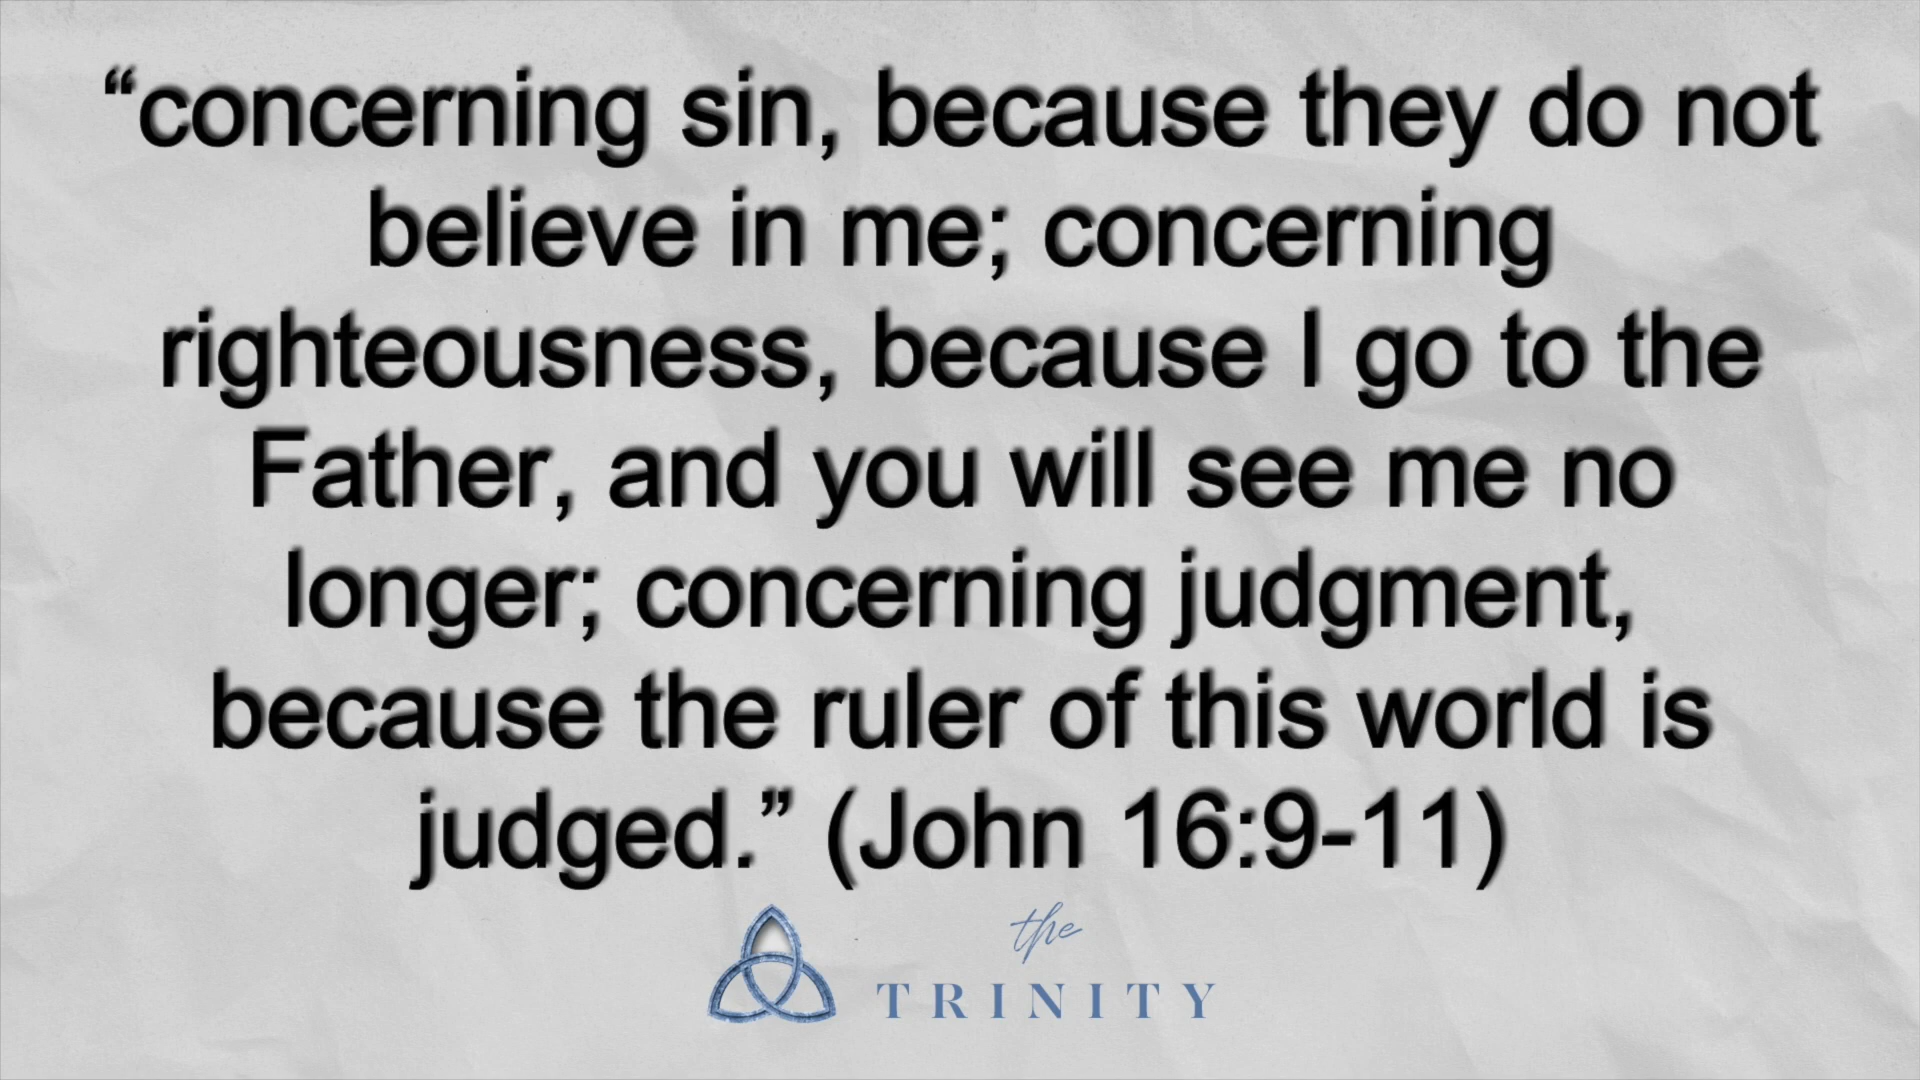 “concerning sin, because they do not
believe in me; concerning
righteousness, because I go to the
Father, and you will see me no
longer; concerning judgment,
because the ruler of this world is
judged.” (John 16:9-11)
the
TRINITY